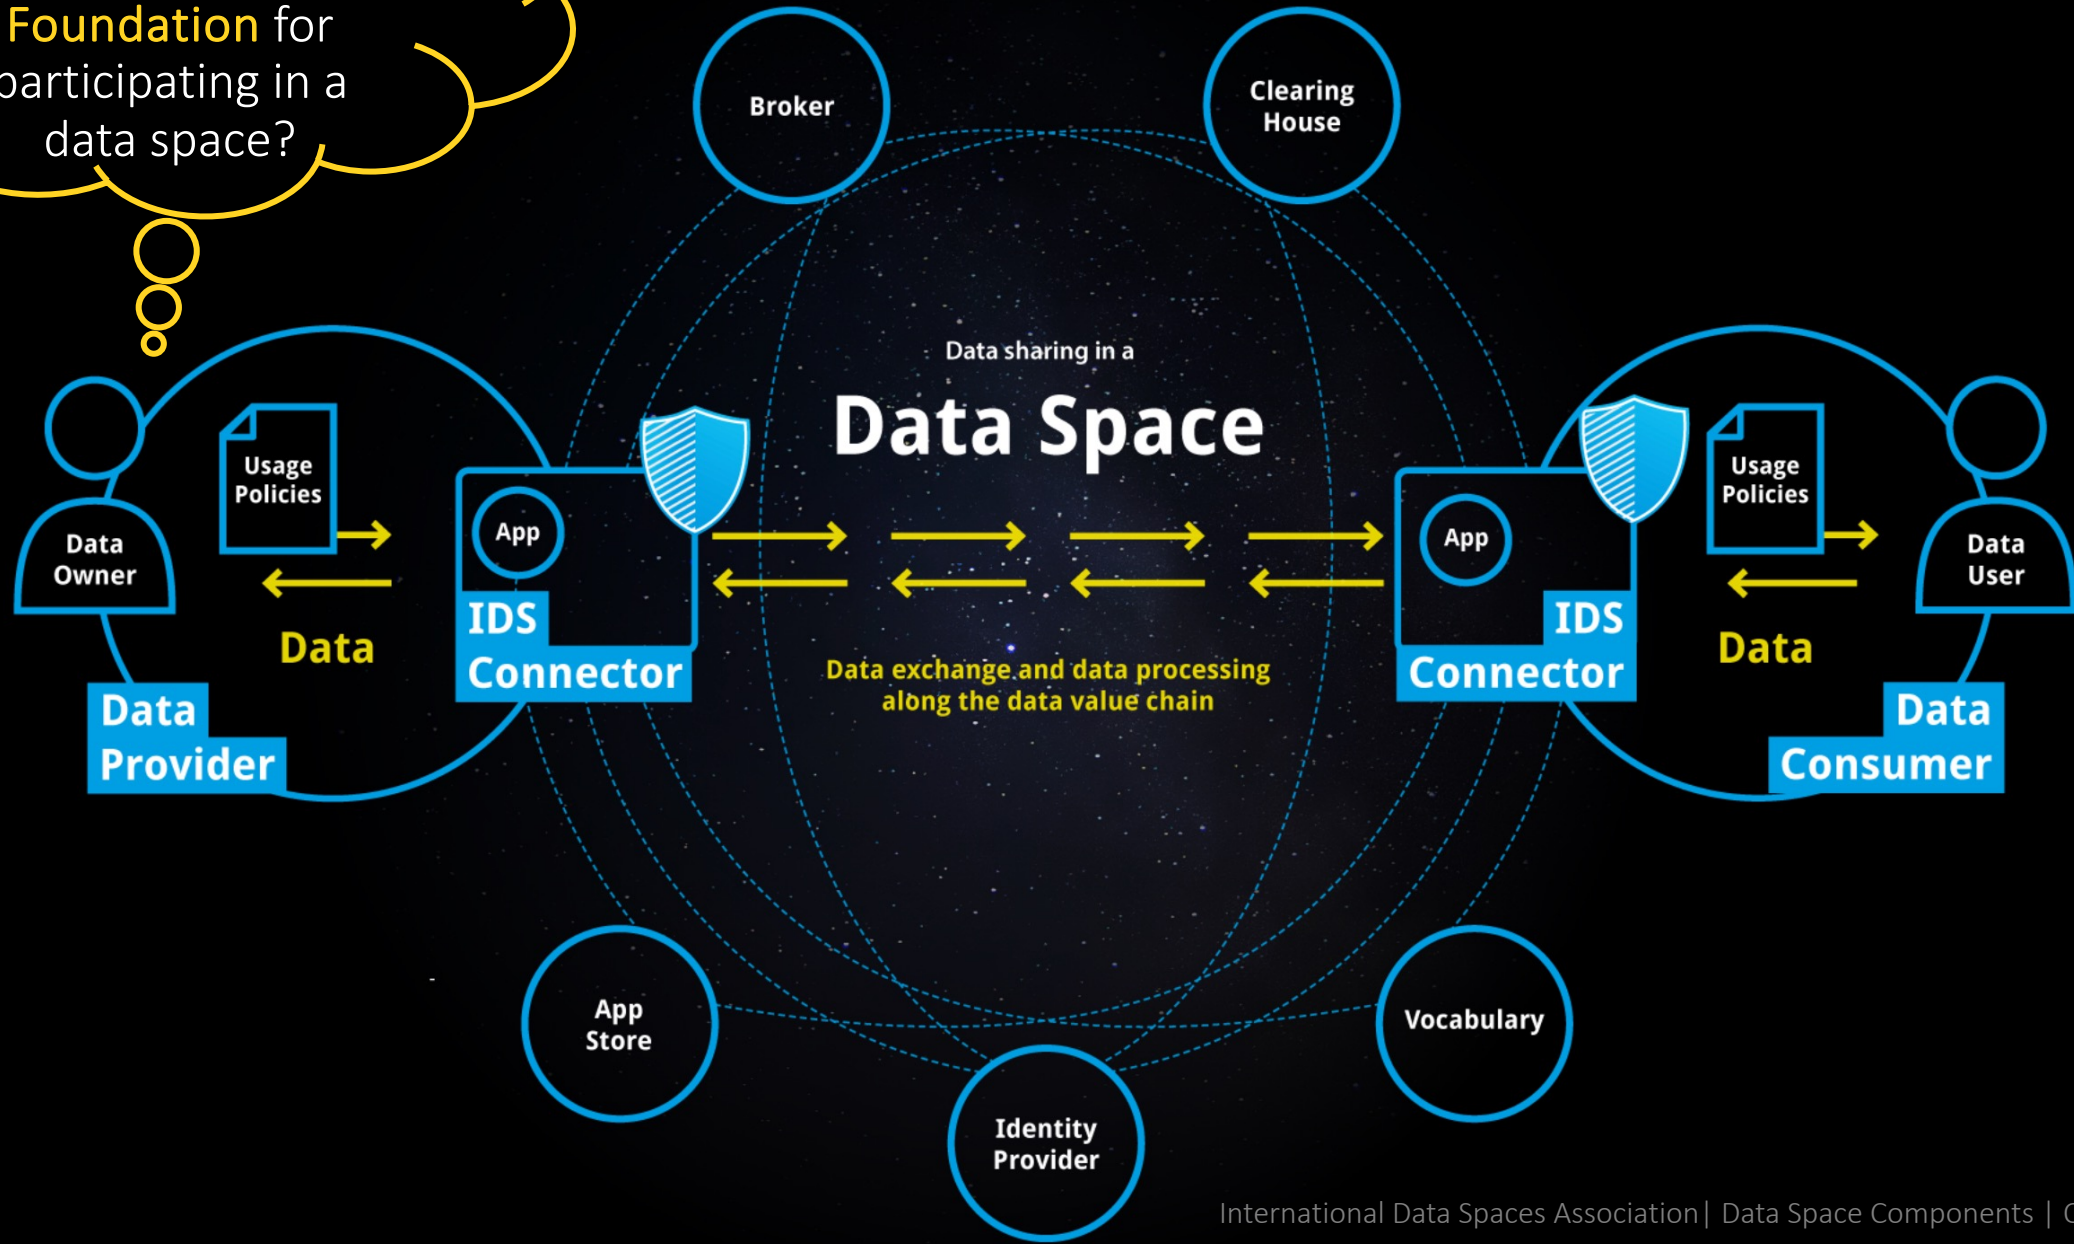 Foundation for
participating in a
data space?
Broker
Clearing
House
Data sharing in a
Data Space
Usage
Policies
Data
Owner
App
IDS
Connector
Data
Data
Provider
Data exchange and data processing
along the data value chain
App
IDS
Connector
Usage
Policies
Data
User
Data
Data
Consumer
App
Store
Vocabulary
Identity
Provider
International Data Spaces Association| Data Space Components |